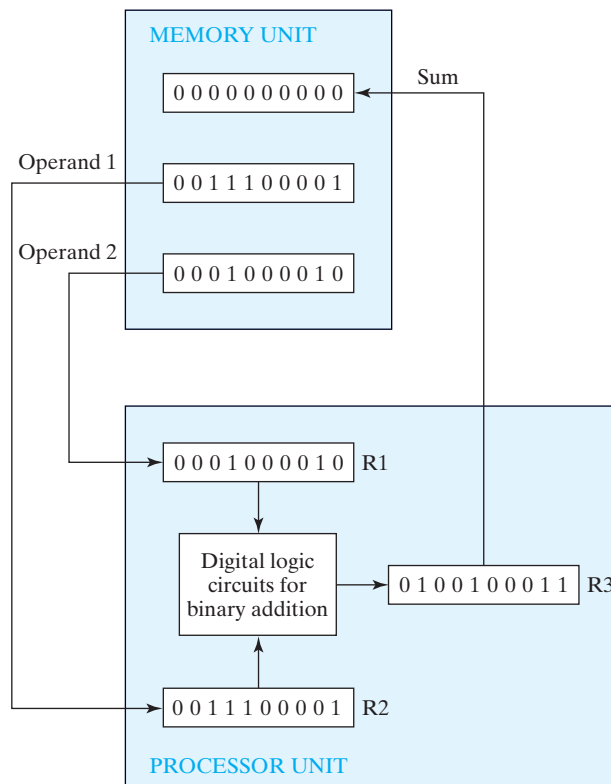 MEMORY UNIT
Sum
0 0 0 0 0 0 0 0 0 0
Operand 1
0 0 1 1 1 0 0 0 0 1
Operand 2
0 0 0 1 0 0 0 0 1 0
0 0 0 1 0 0 0 0 1 0 R1
Digital logic
circuits for
binary addition
0 1 0 0 1 0 0 0 1 1 R3
0 0 1 1 1 0 0 0 0 1 R2
PROCESSOR UNIT